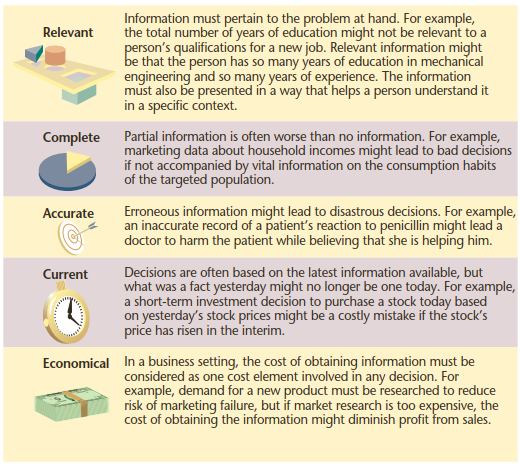 Relevant
Information must pertain to the problem at hand. For example,
the total number of years of education might not be relevant to a
person's qualifications for a new job. Relevant information might
be that the person has so many years of education in mechanical
engineering and so many years of experience. The information
must also be presented in a way that helps a person understand it
in a specific context.
Complete
Partial information is often worse than no information. For example,
marketing data about household incomes might lead to bad decisions
if not accompanied by vital information on the consumption habits
of the targeted population.
Accurate
Erroneous information might lead to disastrous decisions. For example,
an inaccurate record of a patient's reaction to penicillin might lead a
doctor to harm the patient while believing that she is helping him.
Current
Decisions are often based on the latest information available, but
what was a fact yesterday might no longer be one today. For example,
a short-term investment decision to purchase a stock today based
on yesterday's stock prices might be a costly mistake if the stock's
price has risen in the interim.
Economical
In a business setting, the cost of obtaining information must be
considered as one cost element involved in any decision. For
example, demand for a new product must be researched to reduce
risk of marketing failure, but if market research is too expensive, the
cost of obtaining the information might diminish profit from sales.